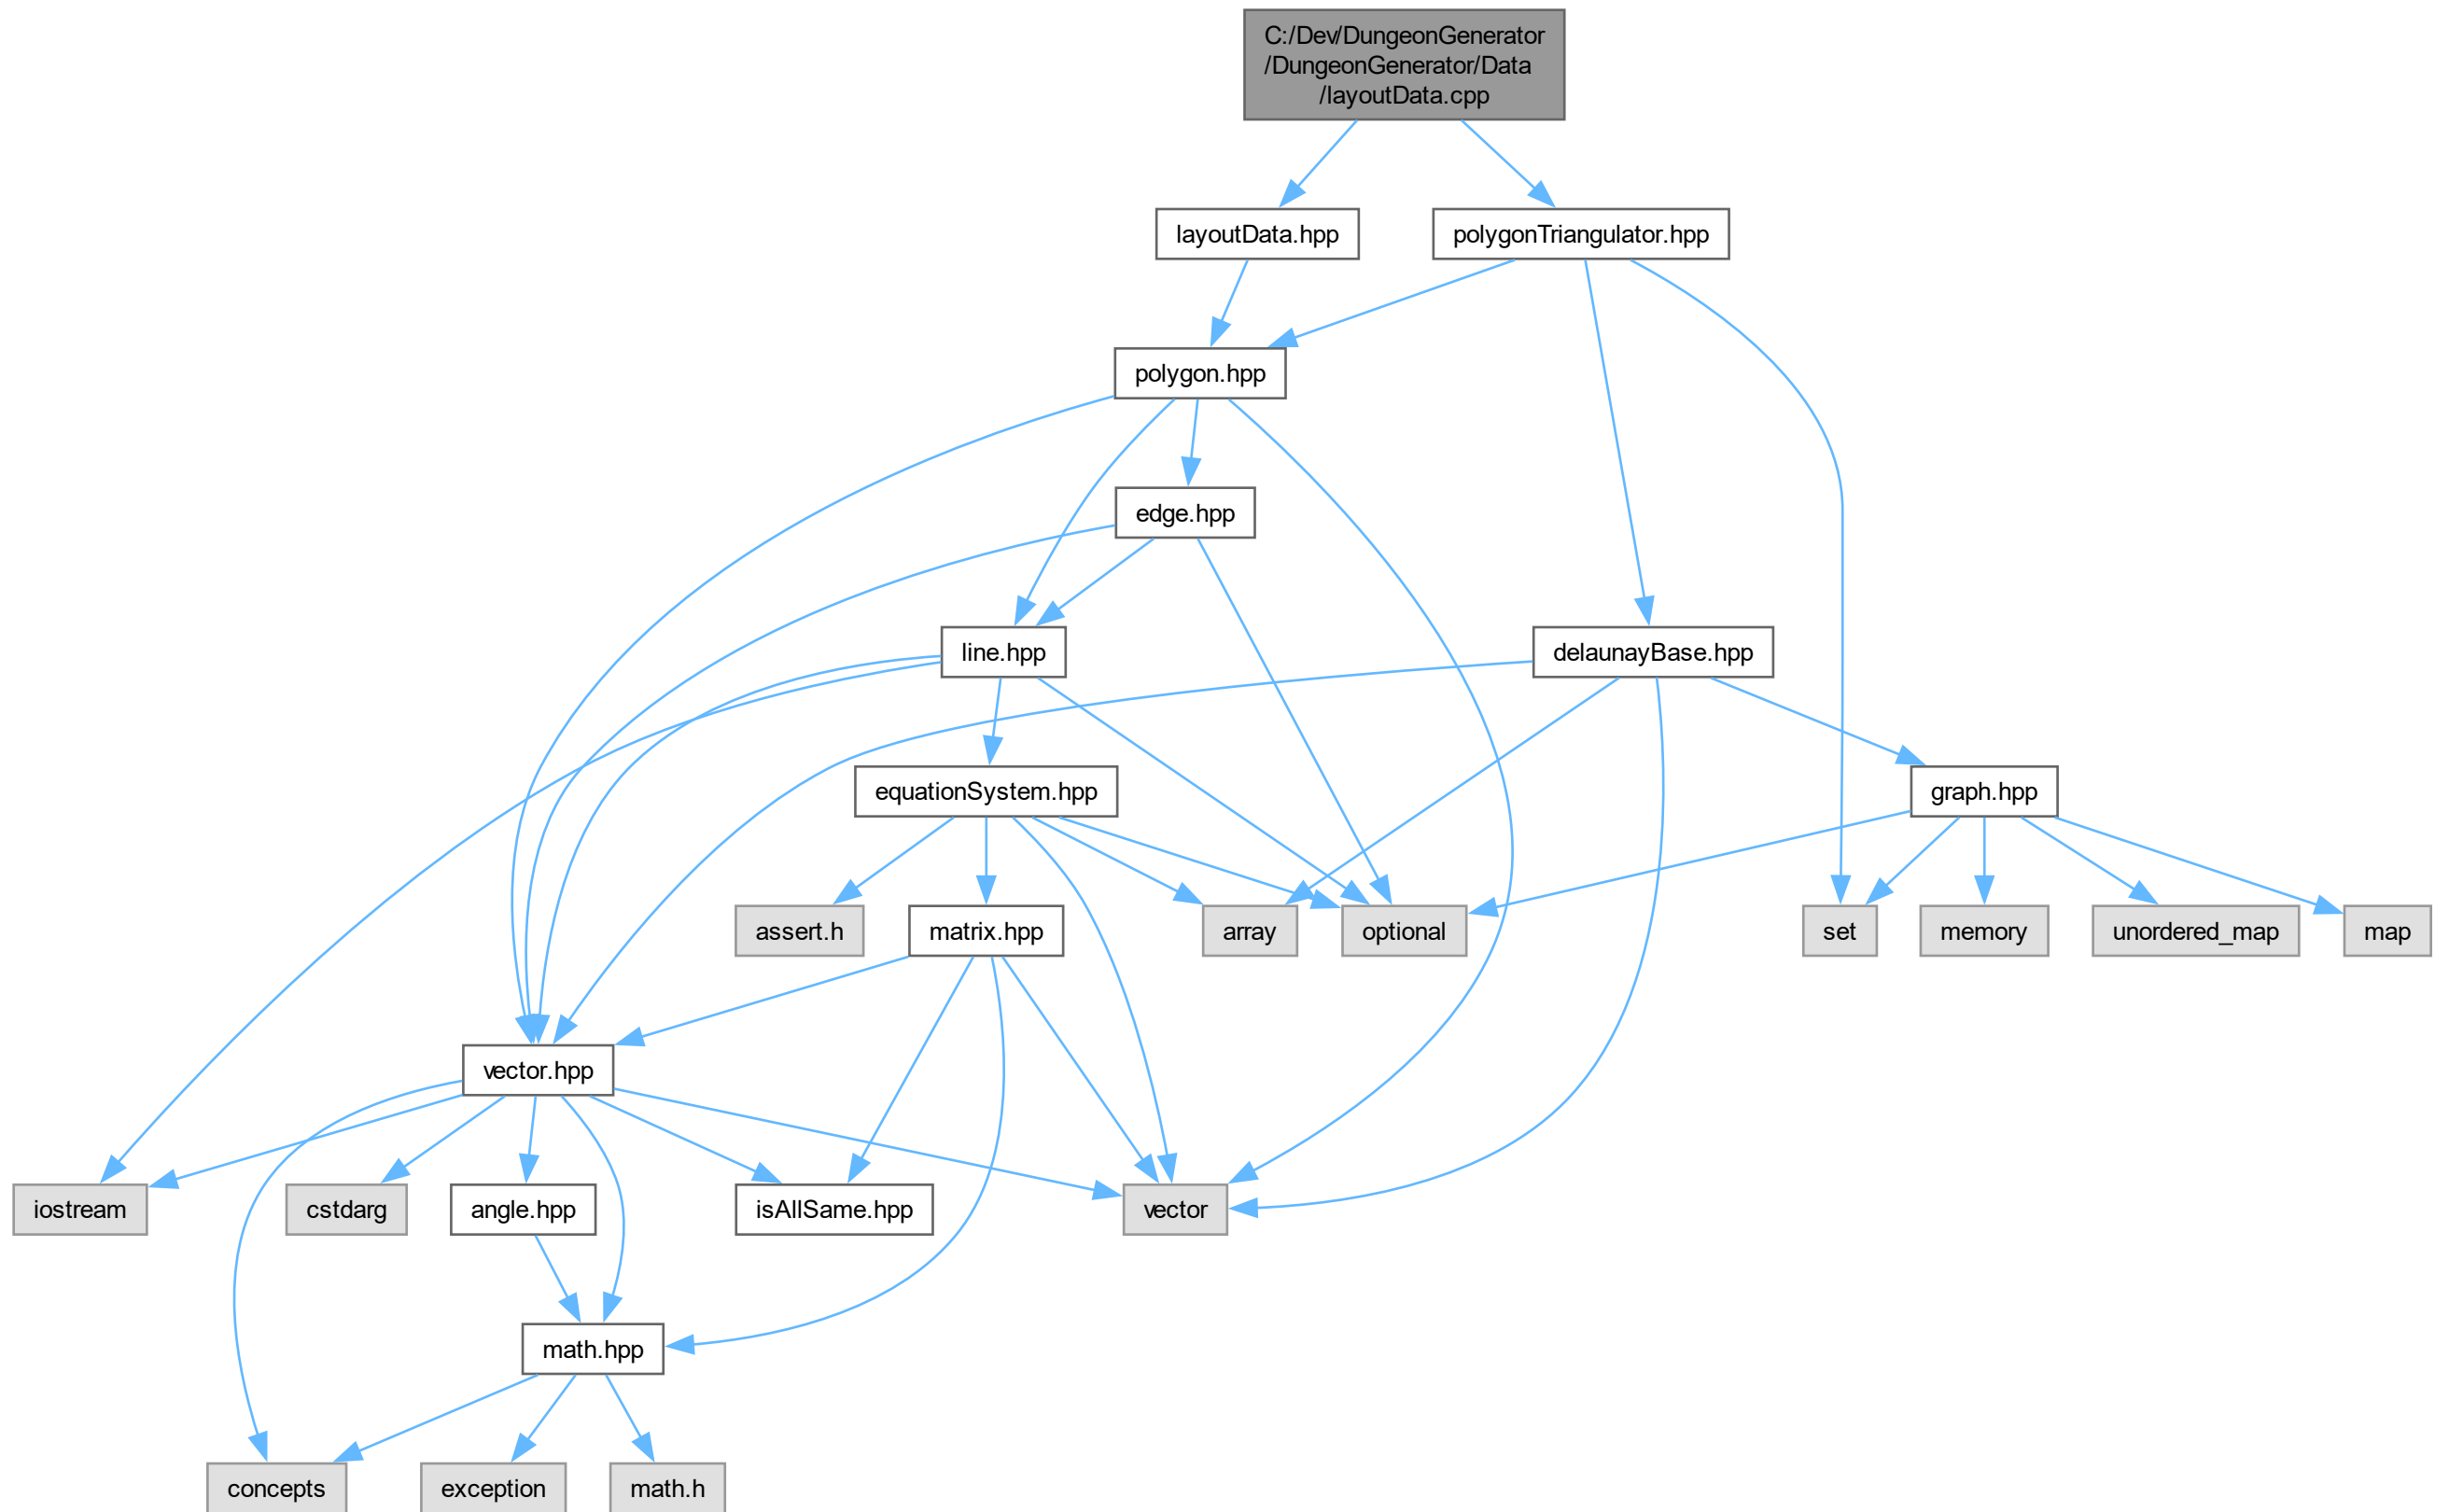 C:/Dev/DungeonGenerator
/DungeonGenerator/Data
/layoutData.cpp
layoutData.hpp
polygonTriangulator.hpp
polygon.hpp
edge.hpp
line.hpp
delaunayBase.hpp
equationSystem.hpp
graph.hpp
assert.h
matrix.hpp
array
optional
set
memory
unordered_map
map
vector.hpp
iostream
cstdarg
angle.hpp
isAllSame.hpp
vector
math.hpp
concepts
exception
math.h